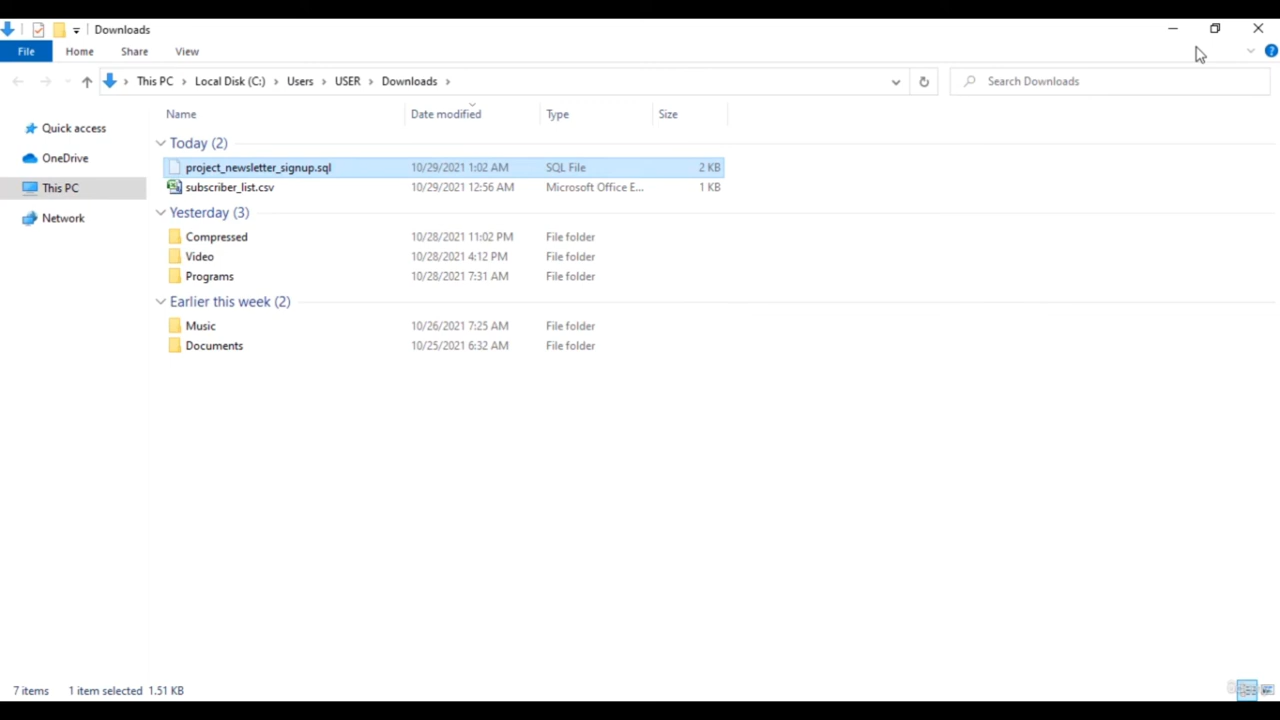 Downloads
File Home Share View
This PC Local Disk (C:) Users USER Downloads Search Downloads
Name Date modified Type Size
Quick access
OneDrive
This PC
Network
Today (2)
project_newsletter_signup.sql 10/29/2021 1:02 AM SQL File 2 KB
subscriber_list.csv 10/29/2021 12:56 AM Microsoft Office E... 1 KB
Yesterday (3)
Compressed 10/28/2021 11:02 PM File folder
Video 10/28/2021 4:12 PM File folder
Programs 10/28/2021 7:31 AM File folder
Earlier this week (2)
Music 10/26/2021 7:25 AM File folder
Documents 10/25/2021 6:32 AM File folder
7 items 1 item selected 1.51 KB